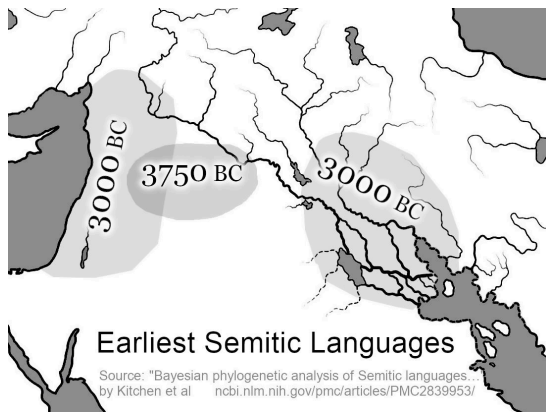 3000 BC
3750 BC
3000 BC
Earliest Semitic Languages
Source: "Bayesian phylogenetic analysis of Semitic languages...
by Kitchen et al ncbi.nlm.nih.gov/pmc/articles/PMC2839953/